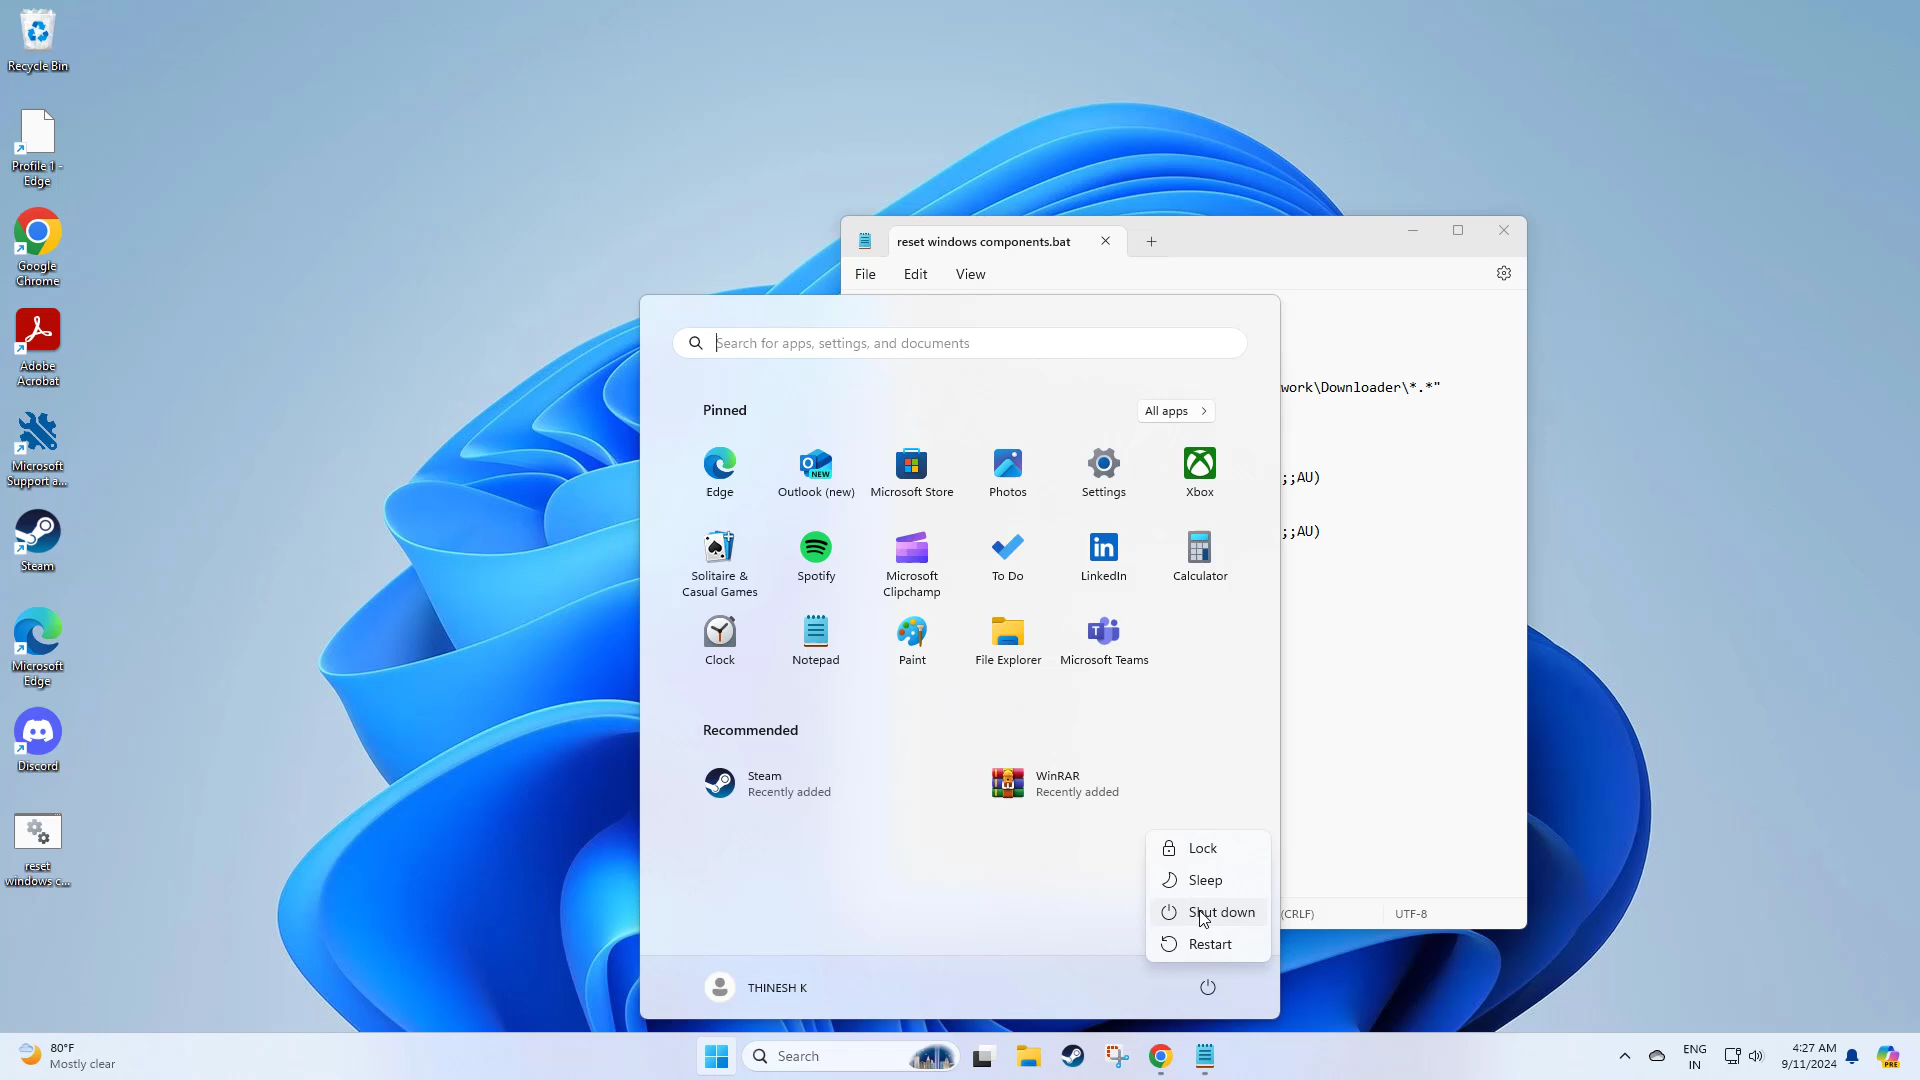 Recycle Bin
Profile 1 -
Edge
Google
Chrome
Adobe
Acrobat
Microsoft
Support a...
Steam
Microsoft
Edge
Discord
reset
windows c...
reset windows components.bat
File
Edit
View
work\Downloader\*.*"
;;AU)
;;AU)
(CRLF)
UTF-8
Search for apps, settings, and documents
Pinned
All apps
NEW
Edge
Outlook (new)
Microsoft Store
Photos
Settings
Xbox
Solitaire &
Casual Games
Spotify
Microsoft
Clipchamp
To Do
LinkedIn
Calculator
Clock
Notepad
Paint
File Explorer
Microsoft Teams
Recommended
Steam
Recently added
WinRAR
Recently added
Lock
Sleep
Shut down
Restart
THINESH K
80°F
Mostly clear
Search
ENG
IN
4:27 AM
9/11/2024
PRE